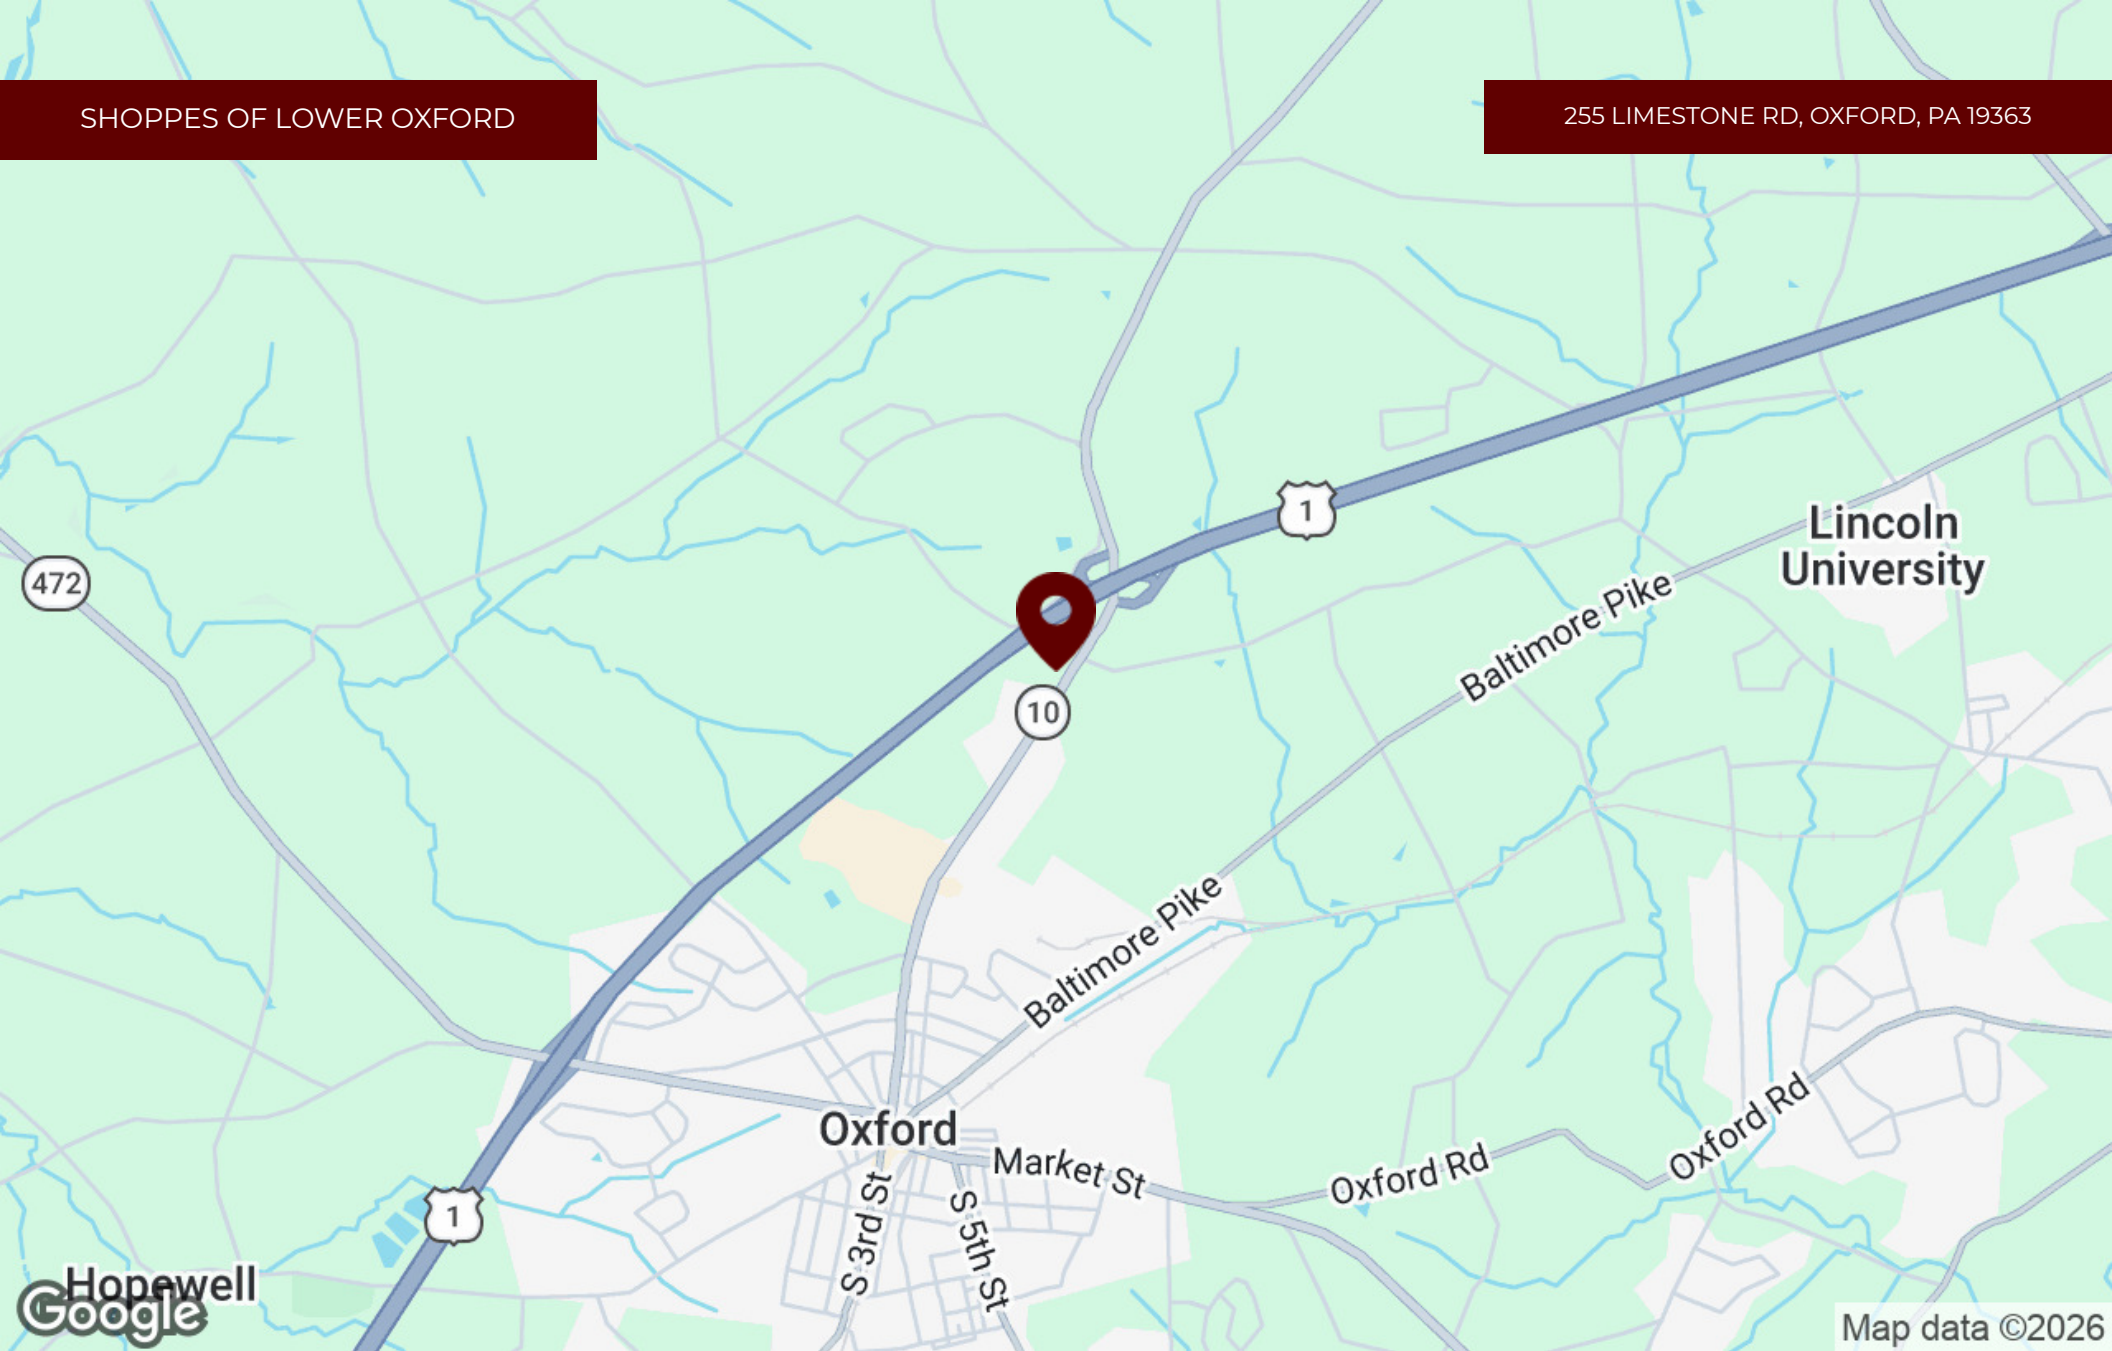 SHOPPES OF LOWER OXFORD
255 LIMESTONE RD, OXFORD, PA 19363
1
Lincoln
University
472
Baltimore Pike
10
Baltimore Pike
Oxford
Market St
Oxford Rd
Oxford Rd
S 3rd St
S 5th St
1
Hopewell
Google
Map data ©2026